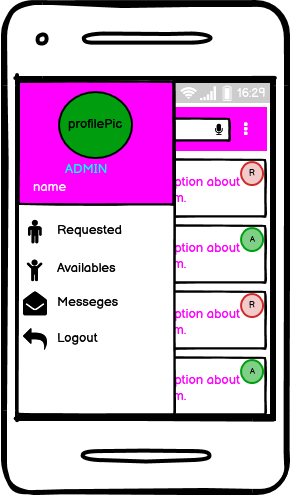 16:29
profilePic
ADMIN
name
Requested
Availables
Messeges
Logout
R
ption about
m.
A
ption about
m.
R
ption about
m.
A
ption about
m.